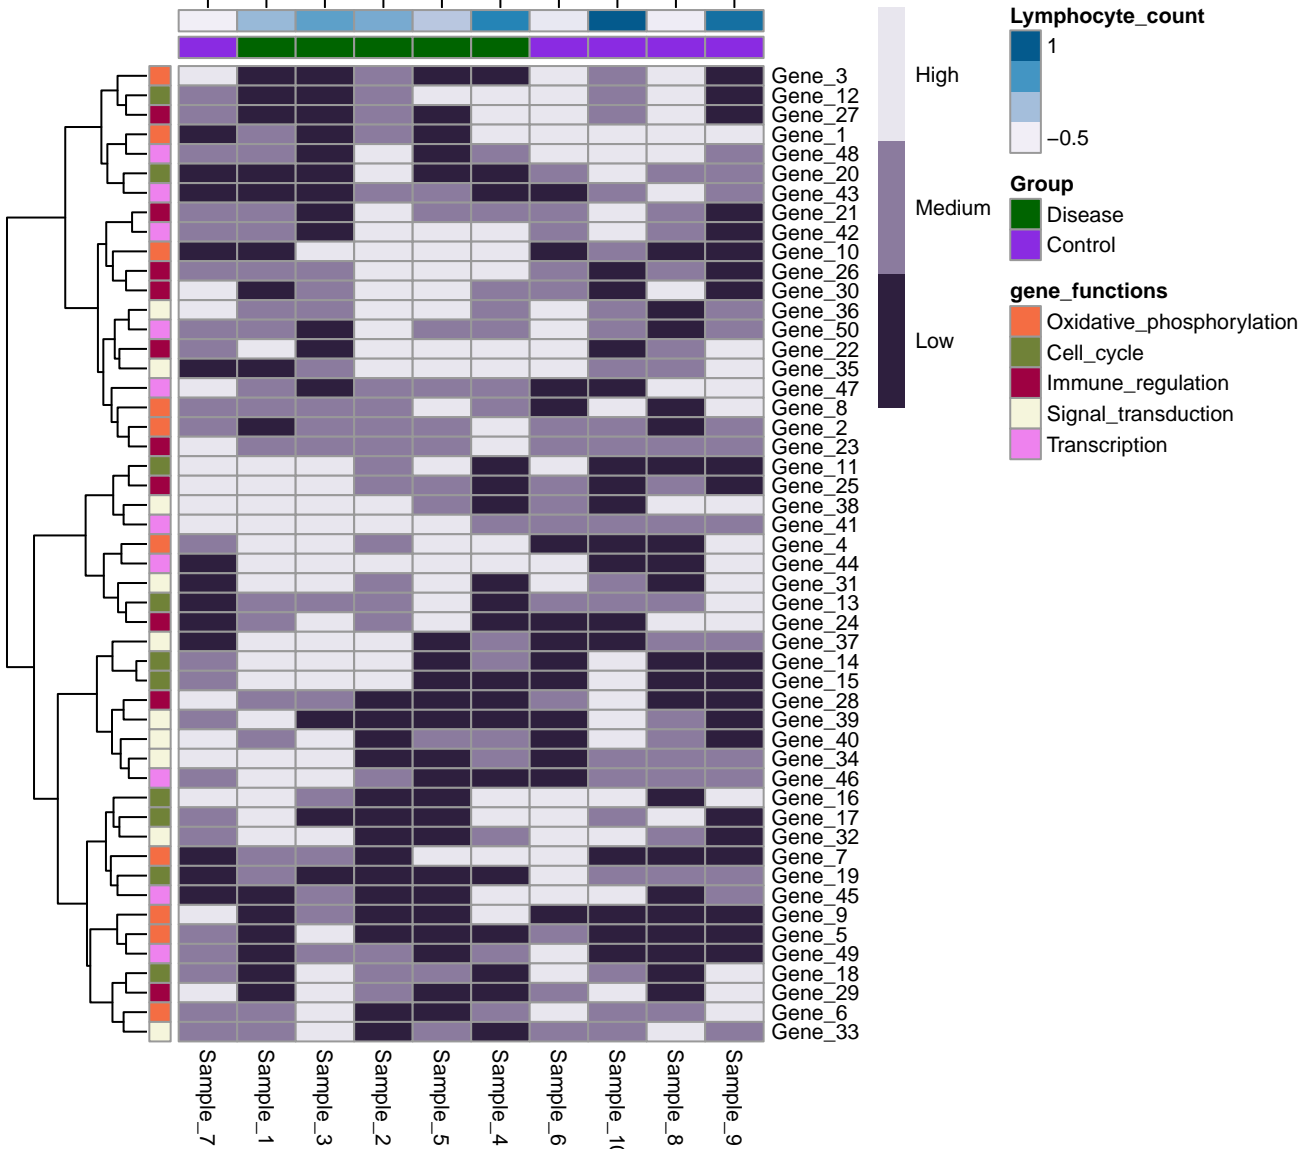 Lymphocyte_count
1
−0.5
Group
Disease
Control
gene_functions
Oxidative_phosphorylation
Cell_cycle
Immune_regulation
Signal_transduction
Transcription
High
Medium
Low
Gene_3
Gene_12
Gene_27
Gene_1
Gene_48
Gene_20
Gene_43
Gene_21
Gene_42
Gene_10
Gene_26
Gene_30
Gene_36
Gene_50
Gene_22
Gene_35
Gene_47
Gene_8
Gene_2
Gene_23
Gene_11
Gene_25
Gene_38
Gene_41
Gene_4
Gene_44
Gene_31
Gene_13
Gene_24
Gene_37
Gene_14
Gene_15
Gene_28
Gene_39
Gene_40
Gene_34
Gene_46
Gene_16
Gene_17
Gene_32
Gene_7
Gene_19
Gene_45
Gene_9
Gene_5
Gene_49
Gene_18
Gene_29
Gene_6
Gene_33
Sample_7
Sample_1
Sample_3
Sample_2
Sample_5
Sample_4
Sample_6
Sample_10
Sample_8
Sample_9